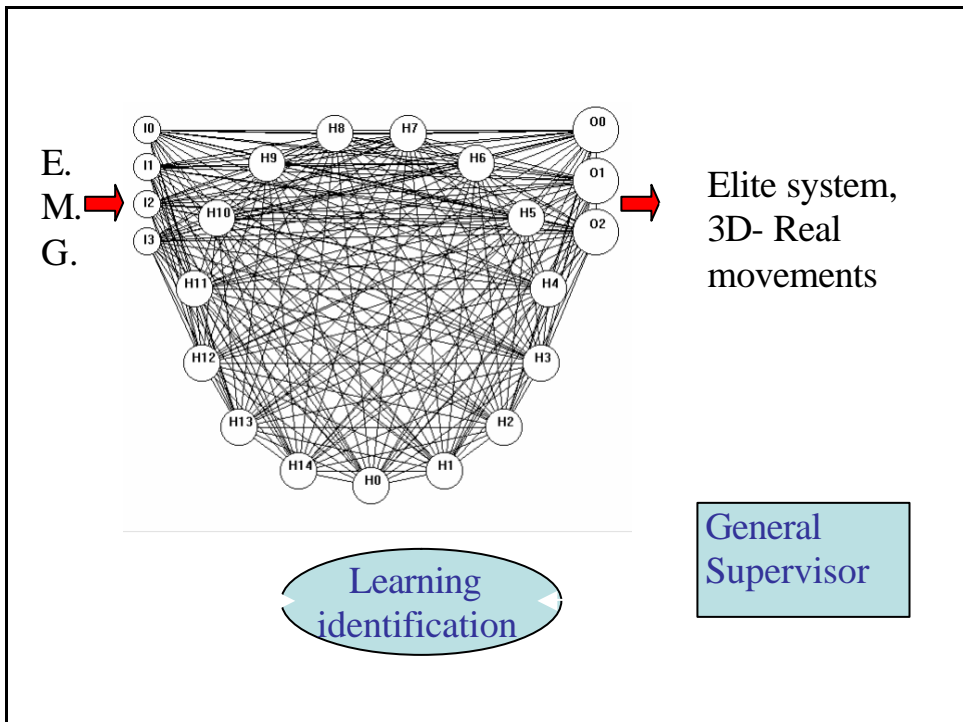 E.
M.
G.
I0
I1
I2
I3
H8
H7
H9
H6
H10
H5
H11
H4
H12
H3
H13
H2
H14
H1
H0
O0
O1
O2
Elite system,
3D- Real
movements
Learning
identification
General
Supervisor